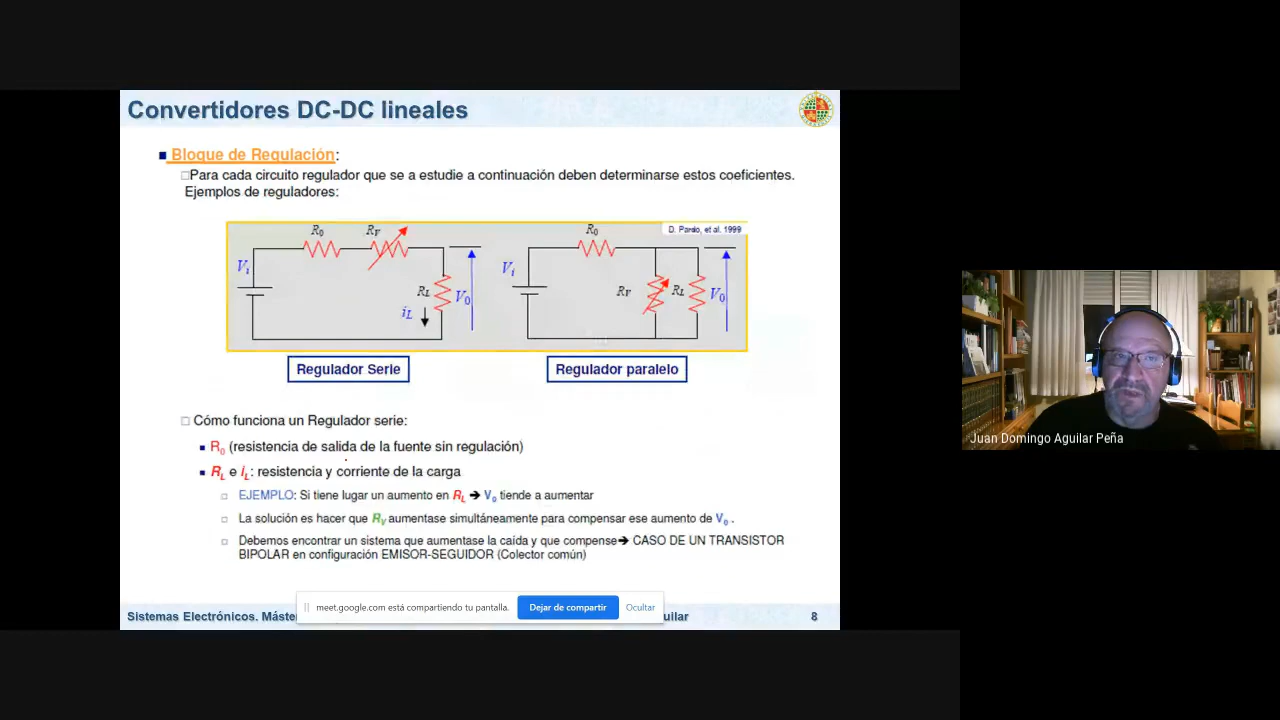 Convertidores DC-DC lineales
Bloque de Regulación:
Para cada circuito regulador que se a estudie a continuación deben determinarse estos coeficientes.
Ejemplos de reguladores:
R0 RV R0 D. Pardo, et al. 1999
Vi Vi
RL V0 RV RL V0
iL
Regulador Serie Regulador paralelo
Cómo funciona un Regulador serie:
R0 (resistencia de salida de la fuente sin regulación)
RL e iL: resistencia y corriente de la carga
EJEMPLO: Si tiene lugar un aumento en RL ➔ V0 tiende a aumentar
La solución es hacer que RV aumentase simultáneamente para compensar ese aumento de V0 .
Debemos encontrar un sistema que aumentase la caída y que compense➔ CASO DE UN TRANSISTOR
BIPOLAR en configuración EMISOR-SEGUIDOR (Colector común)
Sistemas Electrónicos. Máste uilar 8
meet.google.com está compartiendo tu pantalla. Dejar de compartir Ocultar
Juan Domingo Aguilar Peña